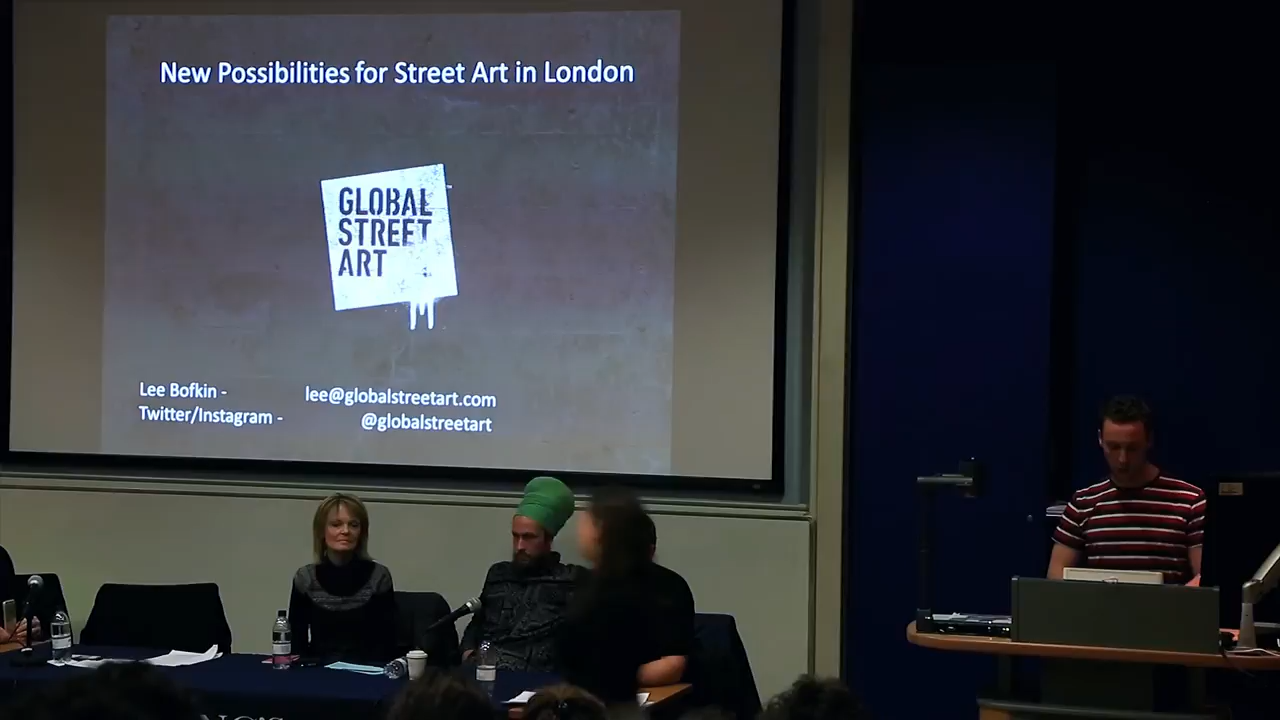 New Possibilities for Street Art in London
GLOBAL
STREET
ART
Lee Bofkin - lee@globalstreetart.com
Twitter/Instagram - @globalstreetart